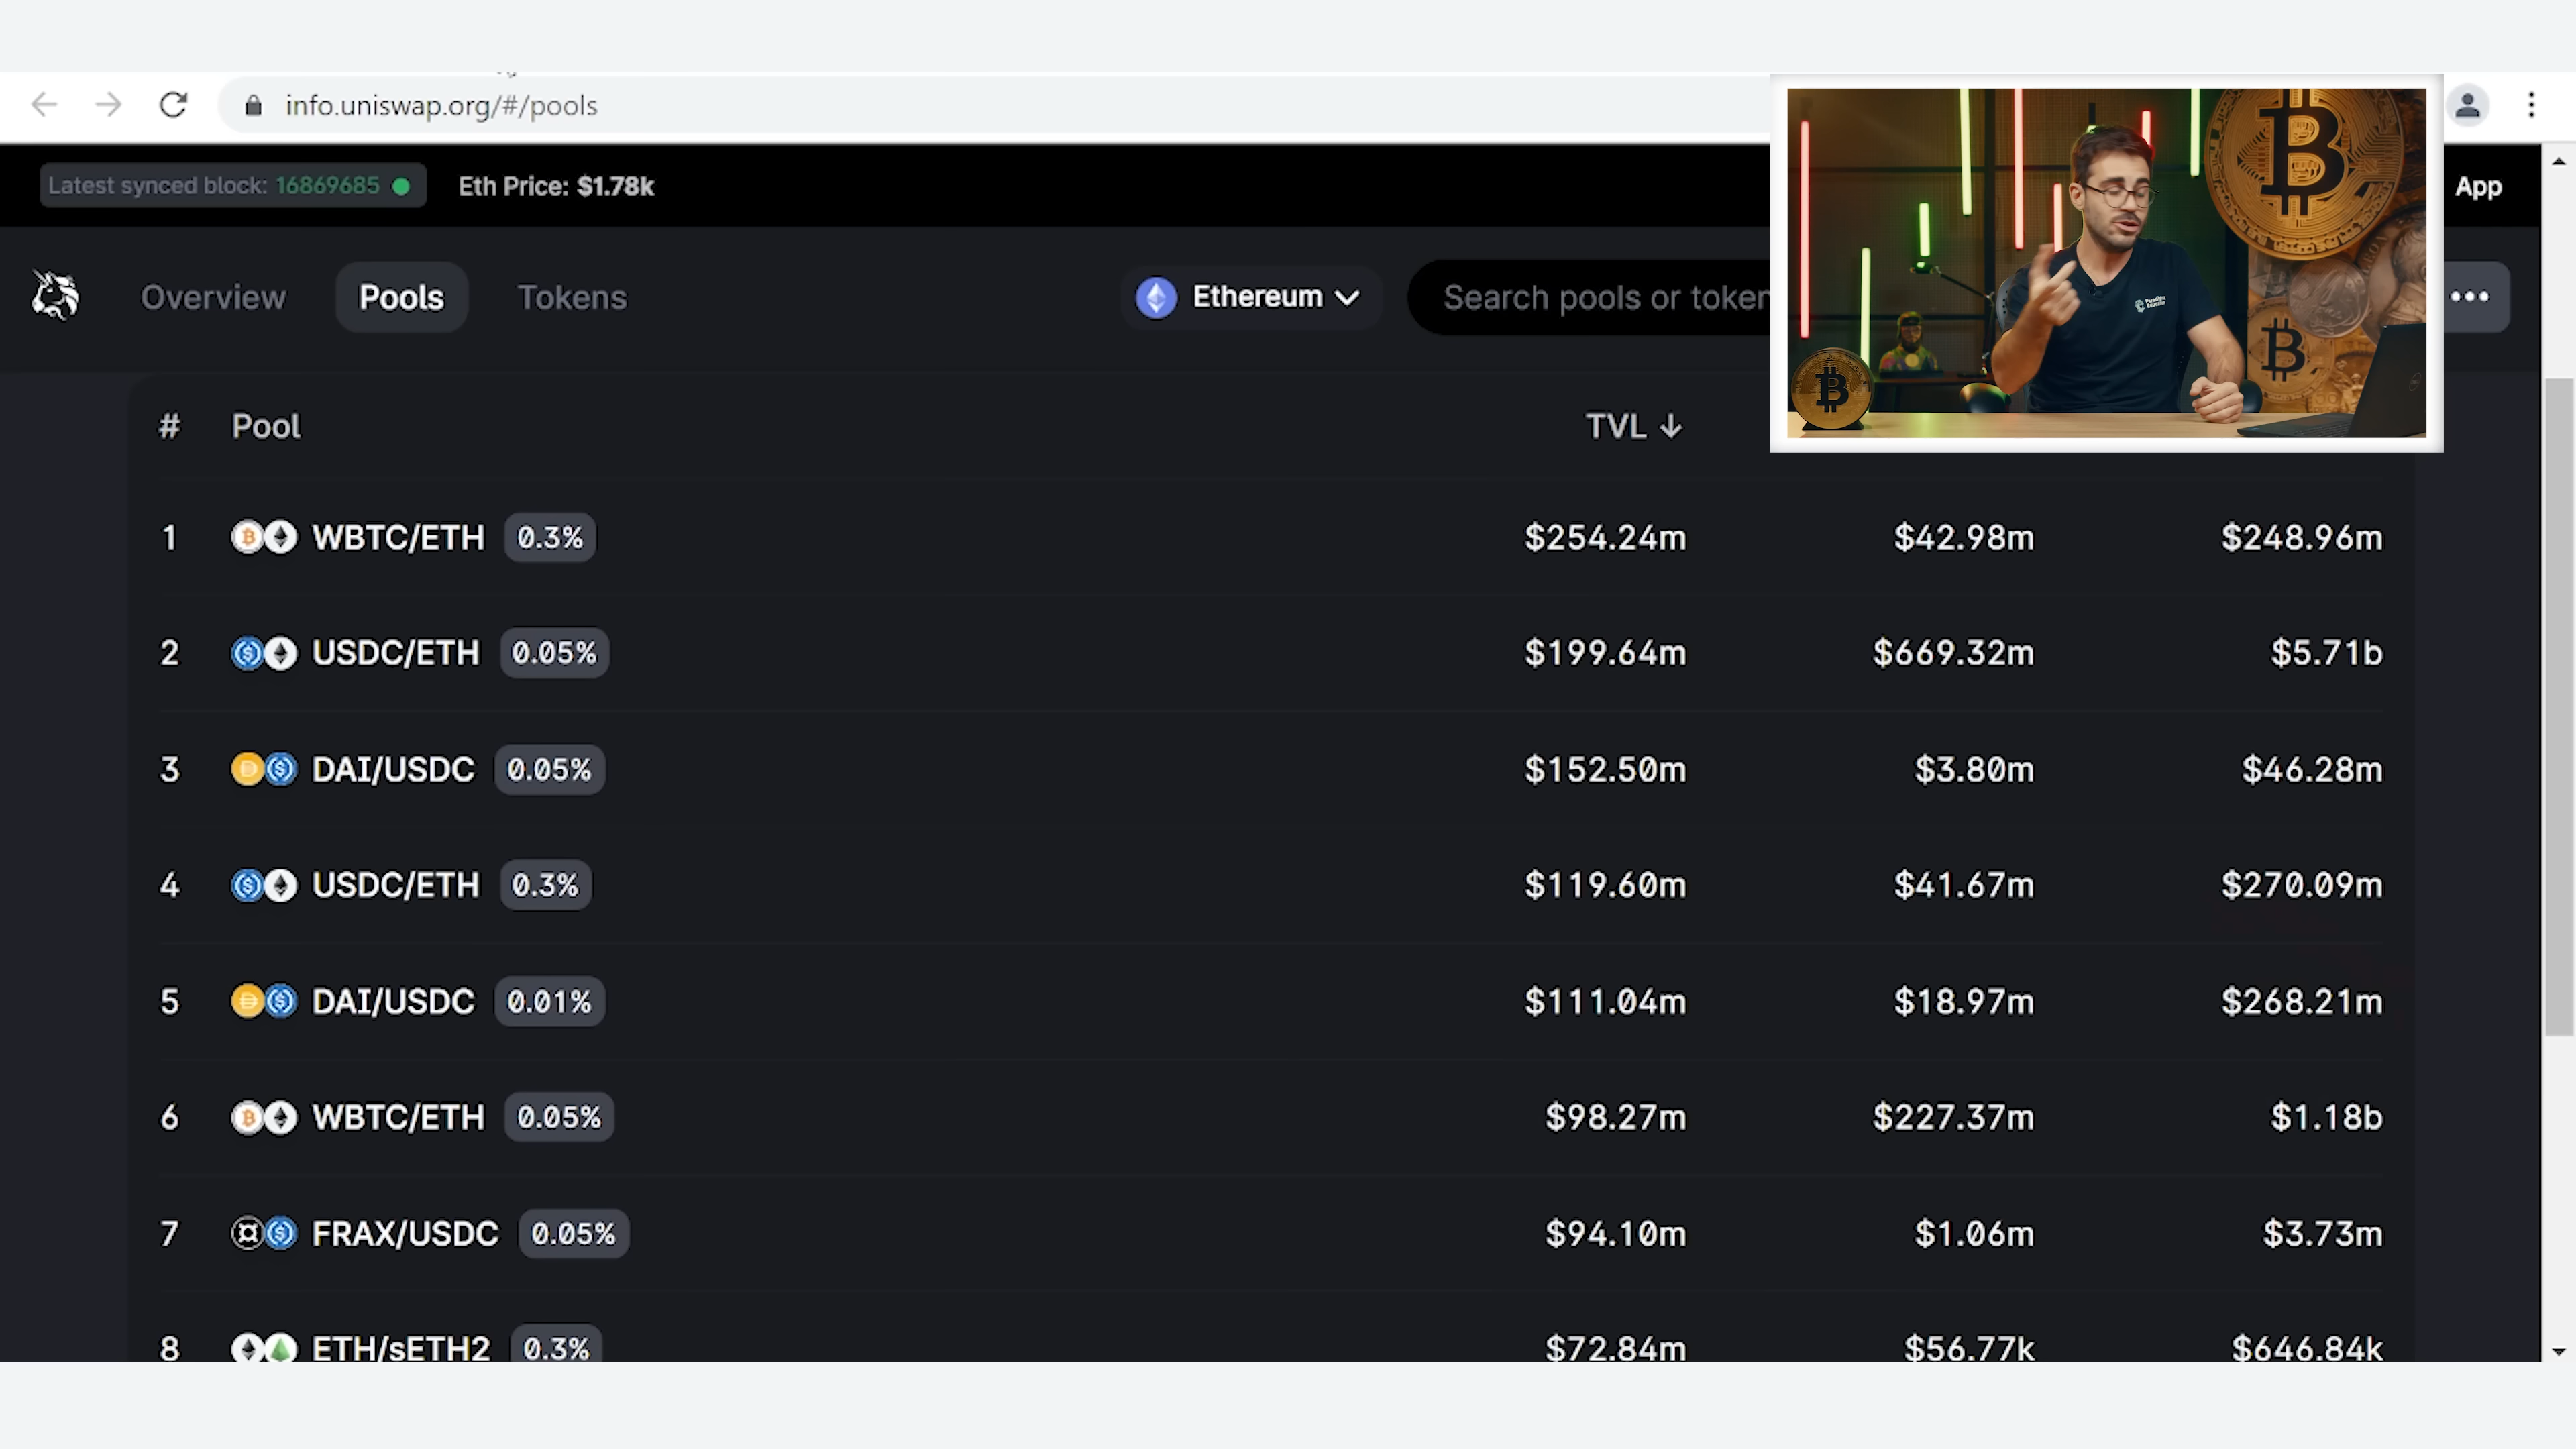 info.uniswap.org/#/pools
Latest synced block: 16869685 Eth Price: $1.78k App
Overview Pools Tokens Ethereum Search pools or token
# Pool TVL ↓
1 WBTC/ETH 0.3% $254.24m $42.98m $248.96m
2 USDC/ETH 0.05% $199.64m $669.32m $5.71b
3 DAI/USDC 0.05% $152.50m $3.80m $46.28m
4 USDC/ETH 0.3% $119.60m $41.67m $270.09m
5 DAI/USDC 0.01% $111.04m $18.97m $268.21m
6 WBTC/ETH 0.05% $98.27m $227.37m $1.18b
7 FRAX/USDC 0.05% $94.10m $1.06m $3.73m
8 ETH/sETH2 0.3% $72.84m $56.77k $646.84k